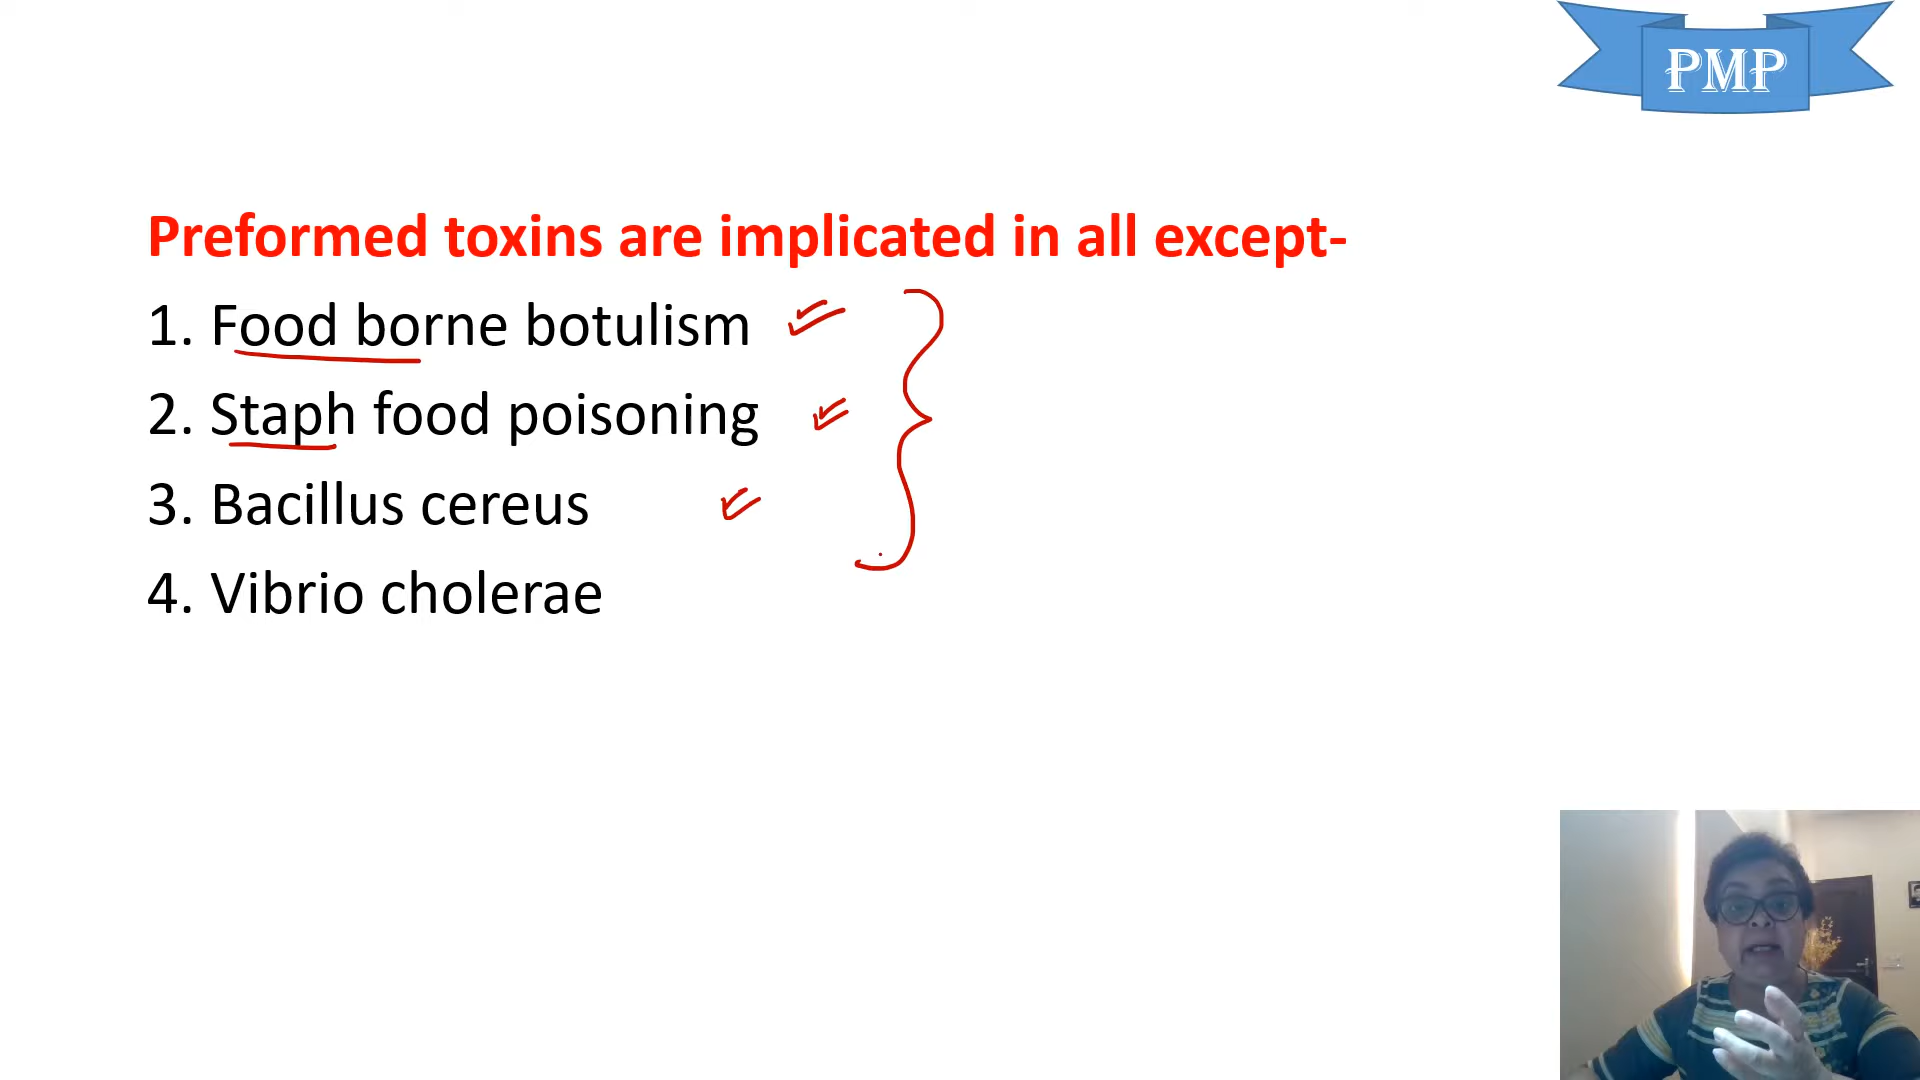 PMP
Preformed toxins are implicated in all except-
1. Food borne botulism
2. Staph food poisoning
3. Bacillus cereus
4. Vibrio cholerae